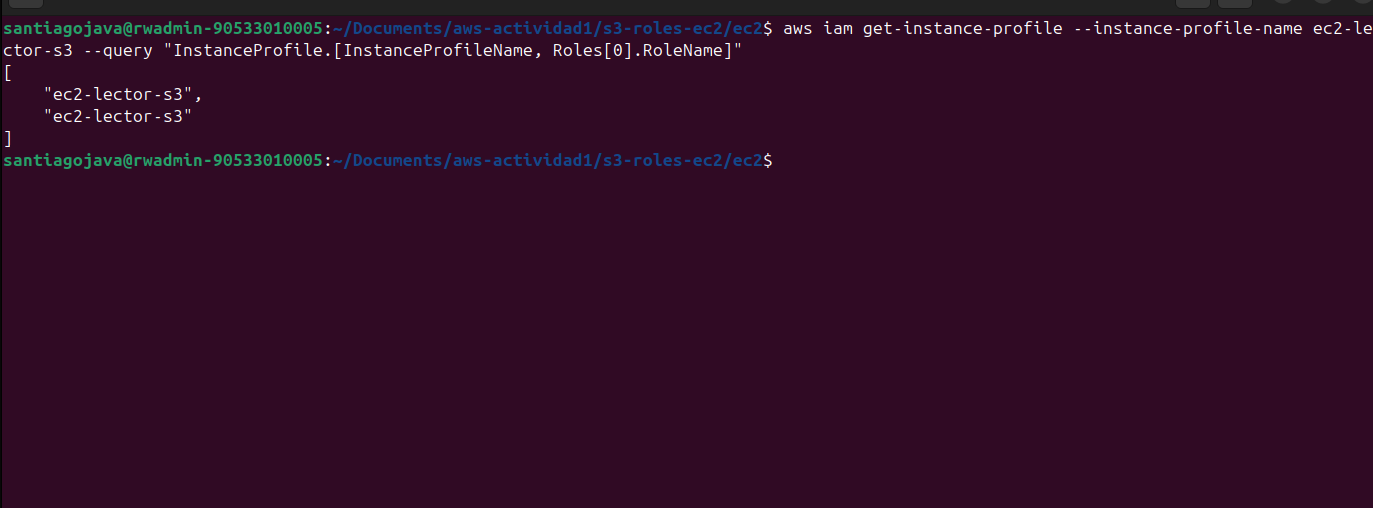 santiagojava@rwadmin-90533010005:~/Documents/aws-actividad1/s3-roles-ec2/ec2$ aws iam get-instance-profile --instance-profile-name ec2-le
ctor-s3 --query "InstanceProfile.[InstanceProfileName, Roles[0].RoleName]"
[
    "ec2-lector-s3",
    "ec2-lector-s3"
]
santiagojava@rwadmin-90533010005:~/Documents/aws-actividad1/s3-roles-ec2/ec2$